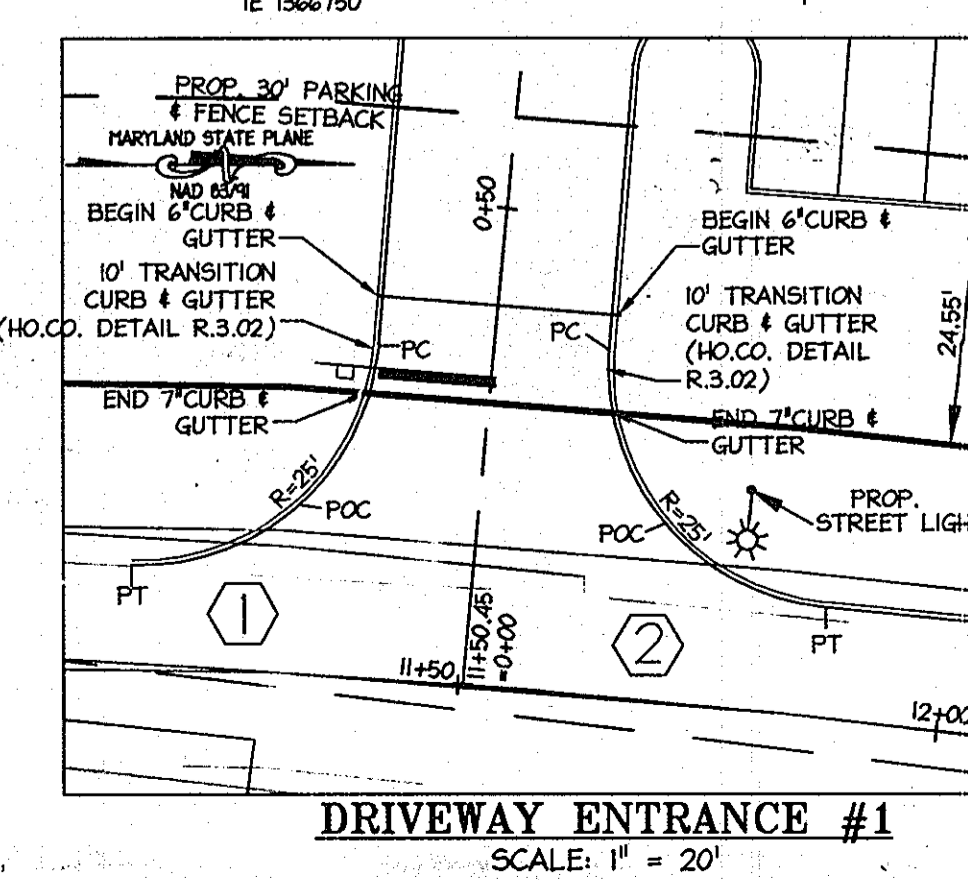 IE 1566750
PROP. 30' PARKING
& FENCE SETBACK
MARYLAND STATE PLANE
NAD 83/91
BEGIN 6" CURB &
GUTTER
10' TRANSITION
CURB & GUTTER
(HO.CO. DETAIL R.3.02)
PC
END 7" CURB &
GUTTER
R=25'
POC
PT
1
0+50
BEGIN 6" CURB &
GUTTER
10' TRANSITION
CURB & GUTTER
(HO.CO. DETAIL
R.3.02)
PC
24.55'
END 7" CURB &
GUTTER
R=25'
POC
PROP.
STREET LIGH
PT
2
11+50
11+50.45'
=0+00
12+00
DRIVEWAY ENTRANCE #1
SCALE: 1" = 20'